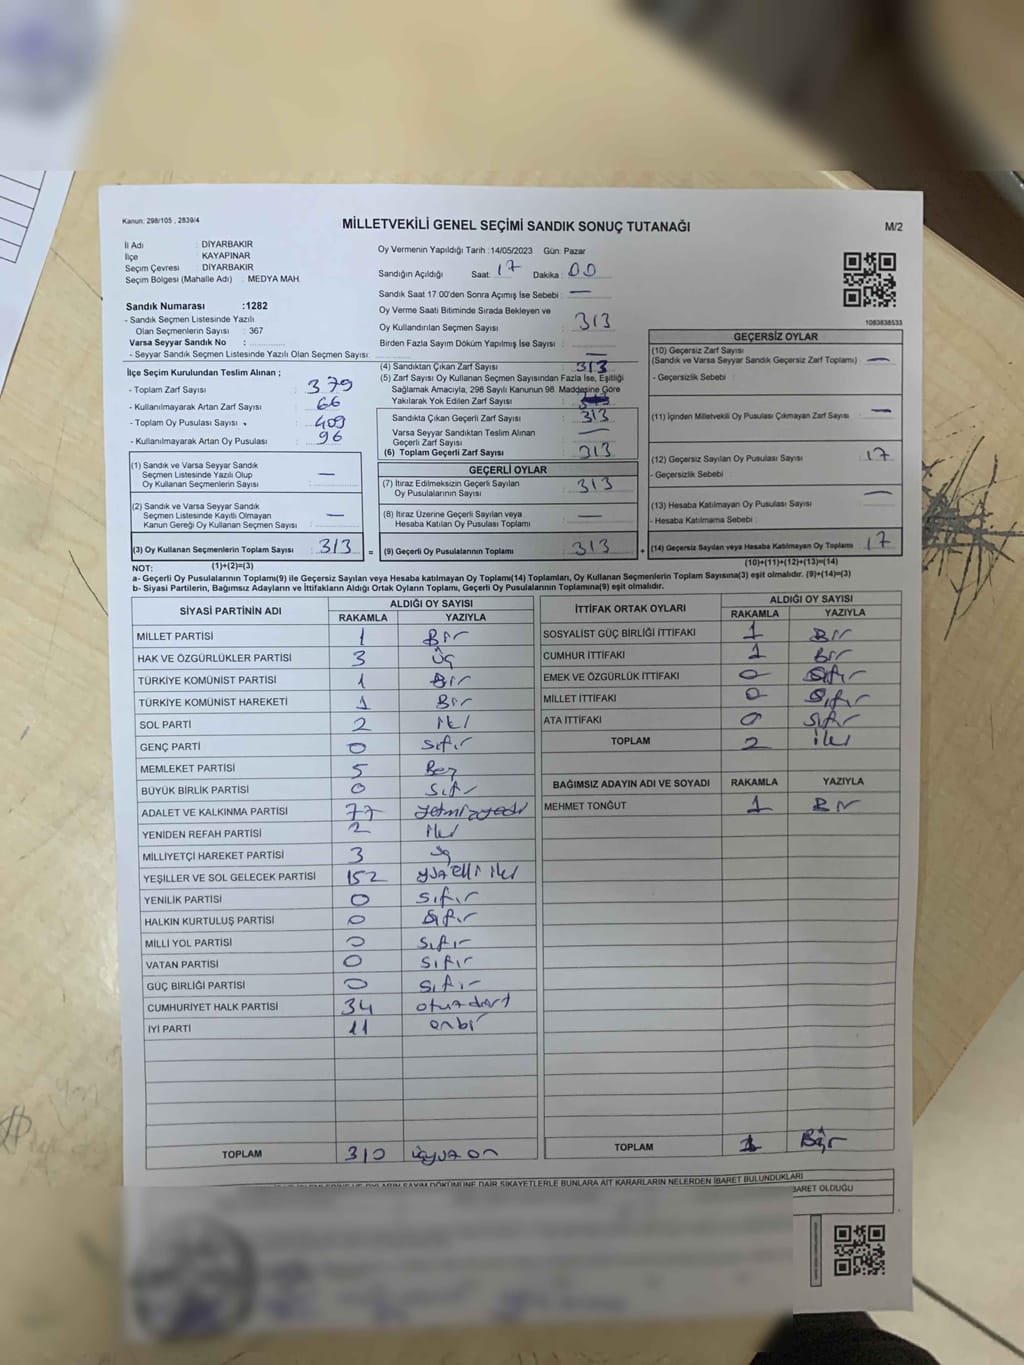 Kanun: 298/105 , 2839/4
MİLLETVEKİLİ GENEL SEÇİMİ SANDIK SONUÇ TUTANAĞI
M/2
İl Adı : DİYARBAKIR
İlçe : KAYAPINAR
Seçim Çevresi : DİYARBAKIR
Seçim Bölgesi (Mahalle Adı) : MEDYA MAH.
Sandık Numarası :1282
- Sandık Seçmen Listesinde Yazılı
Olan Seçmenlerin Sayısı : 367
Varsa Seyyar Sandık No :
- Seyyar Sandık Seçmen Listesinde Yazılı Olan Seçmen Sayısı:
Oy Vermenin Yapıldığı Tarih :14/05/2023 Gün: Pazar
Sandığın Açıldığı Saat: 17 Dakika: 00
Sandık Saat 17:00'den Sonra Açımış İse Sebebi : —
Oy Verme Saati Bitiminde Sırada Bekleyen ve
Oy Kullandırılan Seçmen Sayısı 313
Birden Fazla Sayım Döküm Yapılmış İse Sayısı : —
1083838533
İlçe Seçim Kurulundan Teslim Alınan ;
- Toplam Zarf Sayısı : 379
- Kullanılmayarak Artan Zarf Sayısı : 66
- Toplam Oy Pusulası Sayısı : 409
- Kullanılmayarak Artan Oy Pusulası : 96
(4) Sandıktan Çıkan Zarf Sayısı : 313
(5) Zarf Sayısı Oy Kullanan Seçmen Sayısından Fazla İse, Eşitliği
Sağlamak Amacıyla, 298 Sayılı Kanunun 98. Maddesine Göre
Yakılarak Yok Edilen Zarf Sayısı :
Sandıkta Çıkan Geçerli Zarf Sayısı : 313
Varsa Seyyar Sandıktan Teslim Alınan
Geçerli Zarf Sayısı : —
(6) Toplam Geçerli Zarf Sayısı : 313
GEÇERSİZ OYLAR
(10) Geçersiz Zarf Sayısı
(Sandık ve Varsa Seyyar Sandık Geçersiz Zarf Toplamı) : —
- Geçersizlik Sebebi :
(11) İçinden Milletvekili Oy Pusulası Çıkmayan Zarf Sayısı : —
(12) Geçersiz Sayılan Oy Pusulası Sayısı : 17
- Geçersizlik Sebebi :
(13) Hesaba Katılmayan Oy Pusulası Sayısı : —
- Hesaba Katılmama Sebebi :
(14) Geçersiz Sayılan veya Hesaba Katılmayan Oy Toplamı : 17
(10)+(11)+(12)+(13)=(14)
(1) Sandık ve Varsa Seyyar Sandık
Seçmen Listesinde Yazılı Olup
Oy Kullanan Seçmenlerin Sayısı : —
(2) Sandık ve Varsa Seyyar Sandık
Seçmen Listesinde Kayıtlı Olmayan
Kanun Gereği Oy Kullanan Seçmen Sayısı : —
(3) Oy Kullanan Seçmenlerin Toplam Sayısı : 313 =
GEÇERLİ OYLAR
(7) İtiraz Edilmeksizin Geçerli Sayılan
Oy Pusulalarının Sayısı : 313
(8) İtiraz Üzerine Geçerli Sayılan veya
Hesaba Katılan Oy Pusulası Toplamı : —
(9) Geçerli Oy Pusulalarının Toplamı : 313 +
NOT: (1)+(2)=(3)
a- Geçerli Oy Pusulalarının Toplamı(9) ile Geçersiz Sayılan veya Hesaba katılmayan Oy Toplam(14) Toplamları, Oy Kullanan Seçmenlerin Toplam Sayısına(3) eşit olmalıdır. (9)+(14)=(3)
b- Siyasi Partilerin, Bağımsız Adayların ve İttifakların Aldığı Ortak Oyların Toplamı, Geçerli Oy Pusulalarının Toplamına(9) eşit olmalıdır.
SİYASİ PARTİNİN ADI ALDIĞI OY SAYISI
RAKAMLA YAZIYLA
MİLLET PARTİSİ 1 Bir
HAK VE ÖZGÜRLÜKLER PARTİSİ 3 Üç
TÜRKİYE KOMÜNİST PARTİSİ 1 Bir
TÜRKİYE KOMÜNİST HAREKETİ 1 Bir
SOL PARTİ 2 iki
GENÇ PARTİ 0 sıfır
MEMLEKET PARTİSİ 5 Beş
BÜYÜK BİRLİK PARTİSİ 0 sıfır
ADALET VE KALKINMA PARTİSİ 77 yetmişyedi
YENİDEN REFAH PARTİSİ 2 iki
MİLLİYETÇİ HAREKET PARTİSİ 3 üç
YEŞİLLER VE SOL GELECEK PARTİSİ 152 yüzelli iki
YENİLİK PARTİSİ 0 sıfır
HALKIN KURTULUŞ PARTİSİ 0 sıfır
MİLLİ YOL PARTİSİ 0 sıfır
VATAN PARTİSİ 0 sıfır
GÜÇ BİRLİĞİ PARTİSİ 0 sıfır
CUMHURİYET HALK PARTİSİ 34 otuzdört
İYİ PARTİ 11 onbir
TOPLAM 310 üçyüz on
İTTİFAK ORTAK OYLARI ALDIĞI OY SAYISI
RAKAMLA YAZIYLA
SOSYALİST GÜÇ BİRLİĞİ İTTİFAKI 1 Bir
CUMHUR İTTİFAKI 1 Bir
EMEK VE ÖZGÜRLÜK İTTİFAKI 0 sıfır
MİLLET İTTİFAKI 0 sıfır
ATA İTTİFAKI 0 sıfır
TOPLAM 2 iki
BAĞIMSIZ ADAYIN ADI VE SOYADI RAKAMLA YAZIYLA
MEHMET TONĞUT 1 Bir
TOPLAM 1 Bir
DAİR ŞİKAYETLERLE BUNLARA AİT KARARLARIN NELERDEN İBARET BULUNDUKLARI
BARET OLDUĞU